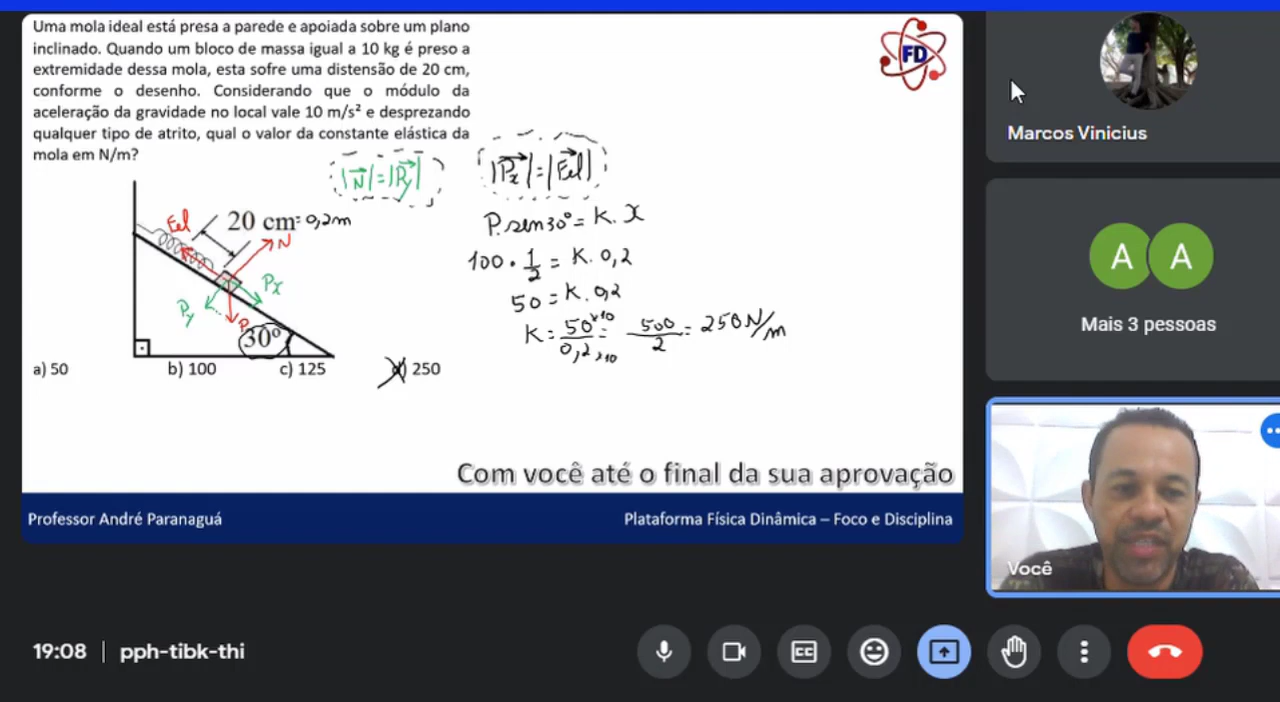 Uma mola ideal está presa a parede e apoiada sobre um plano
inclinado. Quando um bloco de massa igual a 10 kg é preso a
extremidade dessa mola, esta sofre uma distensão de 20 cm,
conforme o desenho. Considerando que o módulo da
aceleração da gravidade no local vale 10 m/s² e desprezando
qualquer tipo de atrito, qual o valor da constante elástica da
mola em N/m?
FD
|N|=|Py|
|Px|=|Fel|
Fel
20 cm=0,2m
N
Px
Py
P
30º
P.sen30°=K.X
100.1/2=K.0,2
50=K.0,2
K=50×10/0,2×10=500/2=250N/m
a) 50
b) 100
c) 125
250
Com você até o final da sua aprovação
Professor André Paranaguá
Plataforma Física Dinâmica – Foco e Disciplina
Marcos Vinicius
A A
Mais 3 pessoas
Você
19:08 | pph-tibk-thi
CC